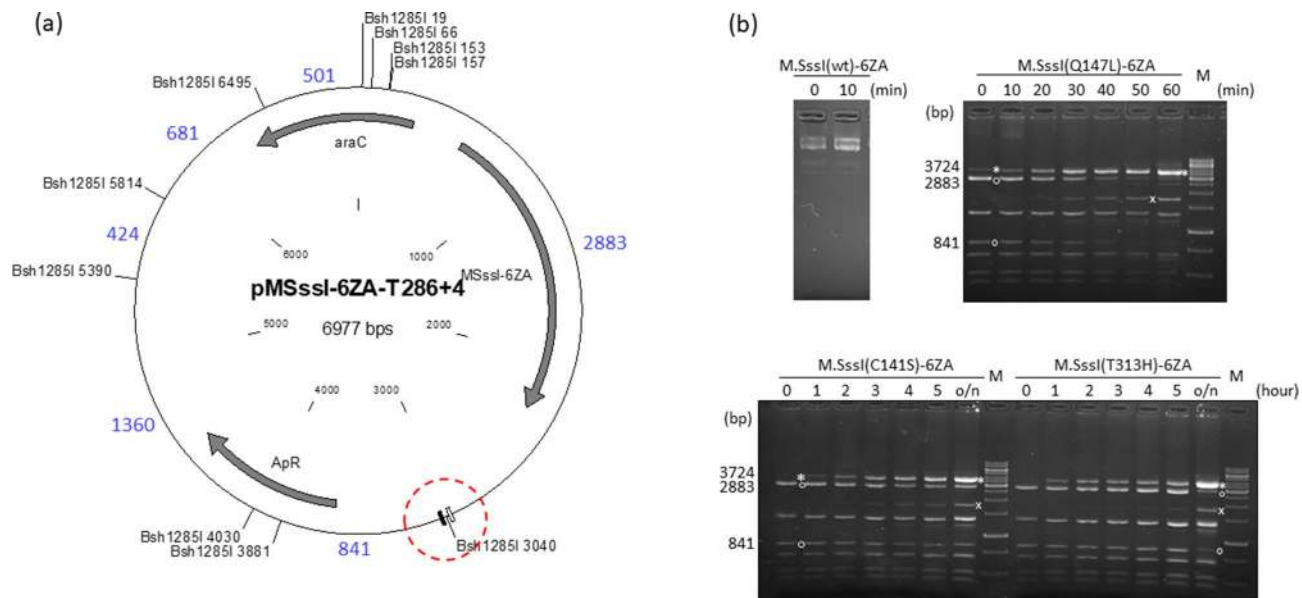 (a)
Bsh1285I 19
Bsh1285I 66
Bsh1285I 153
Bsh1285I 157
501
Bsh1285I 6495
681
araC
Bsh1285I 5814
424
Bsh1285I 5390
6000
1000
2883
MSssI-6ZA
pMSssI-6ZA-T286+4
6977 bps
5000
2000
4000
3000
1360
ApR
Bsh1285I 4030
Bsh1285I 3881
841
Bsh1285I 3040
(b)
M.SssI(wt)-6ZA
0 10 (min)
M.SssI(Q147L)-6ZA
M
0 10 20 30 40 50 60
(bp)
3724 * *
2883 o
x
841 o
M.SssI(C141S)-6ZA M M.SssI(T313H)-6ZA M
0 1 2 3 4 5 o/n 0 1 2 3 4 5 o/n (hour)
(bp)
3724 * * *
2883 o o
x x
841 o o